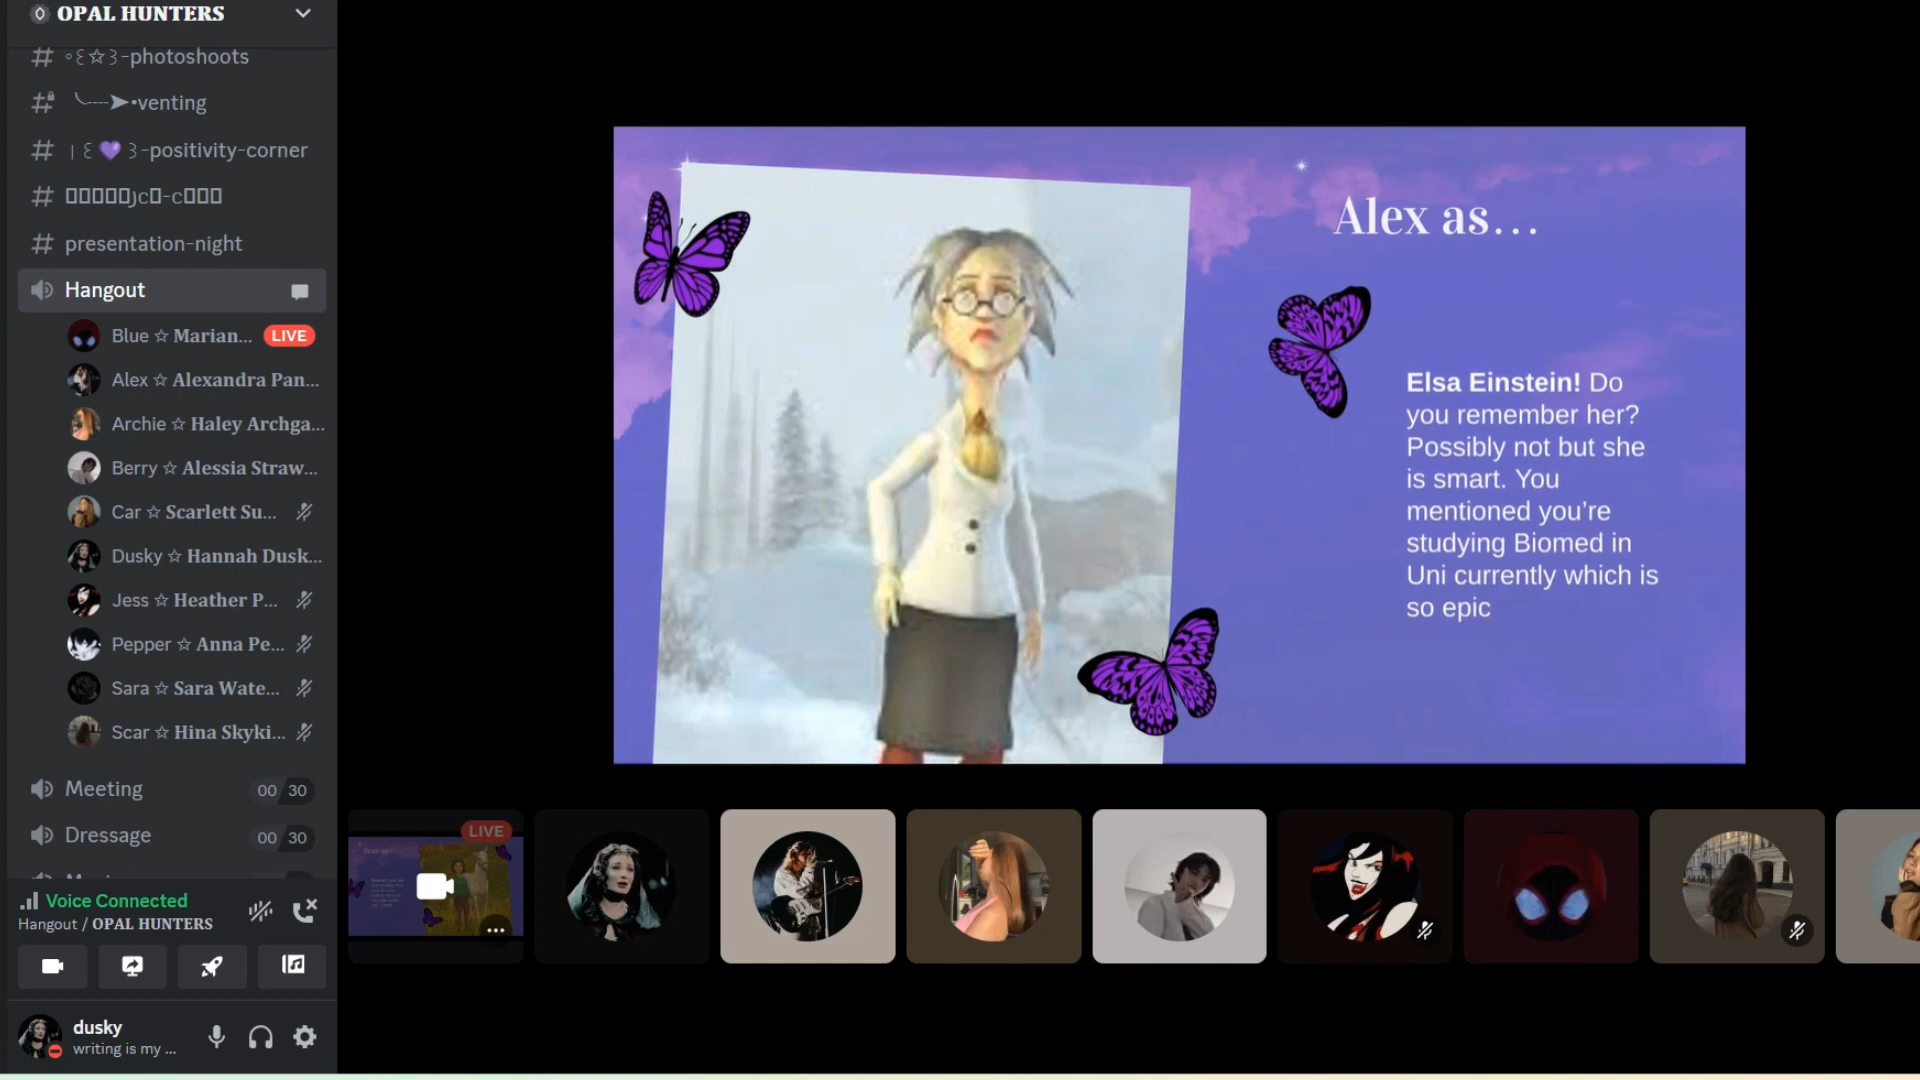 OPAL HUNTERS
-photoshoots
venting
-positivity-corner
presentation-night
Hangout
Blue ☆ Marian... LIVE
Alex ☆ Alexandra Pan...
Archie ☆ Haley Archga...
Berry ☆ Alessia Straw...
Car ☆ Scarlett Su...
Dusky ☆ Hannah Dusk...
Jess ☆ Heather P...
Pepper ☆ Anna Pe...
Sara ☆ Sara Wate...
Scar ☆ Hina Skyki...
Meeting 00 30
Dressage 00 30
Voice Connected
Hangout / OPAL HUNTERS
dusky
writing is my ...
Alex as...
Elsa Einstein! Do
you remember her?
Possibly not but she
is smart. You
mentioned you're
studying Biomed in
Uni currently which is
so epic
LIVE